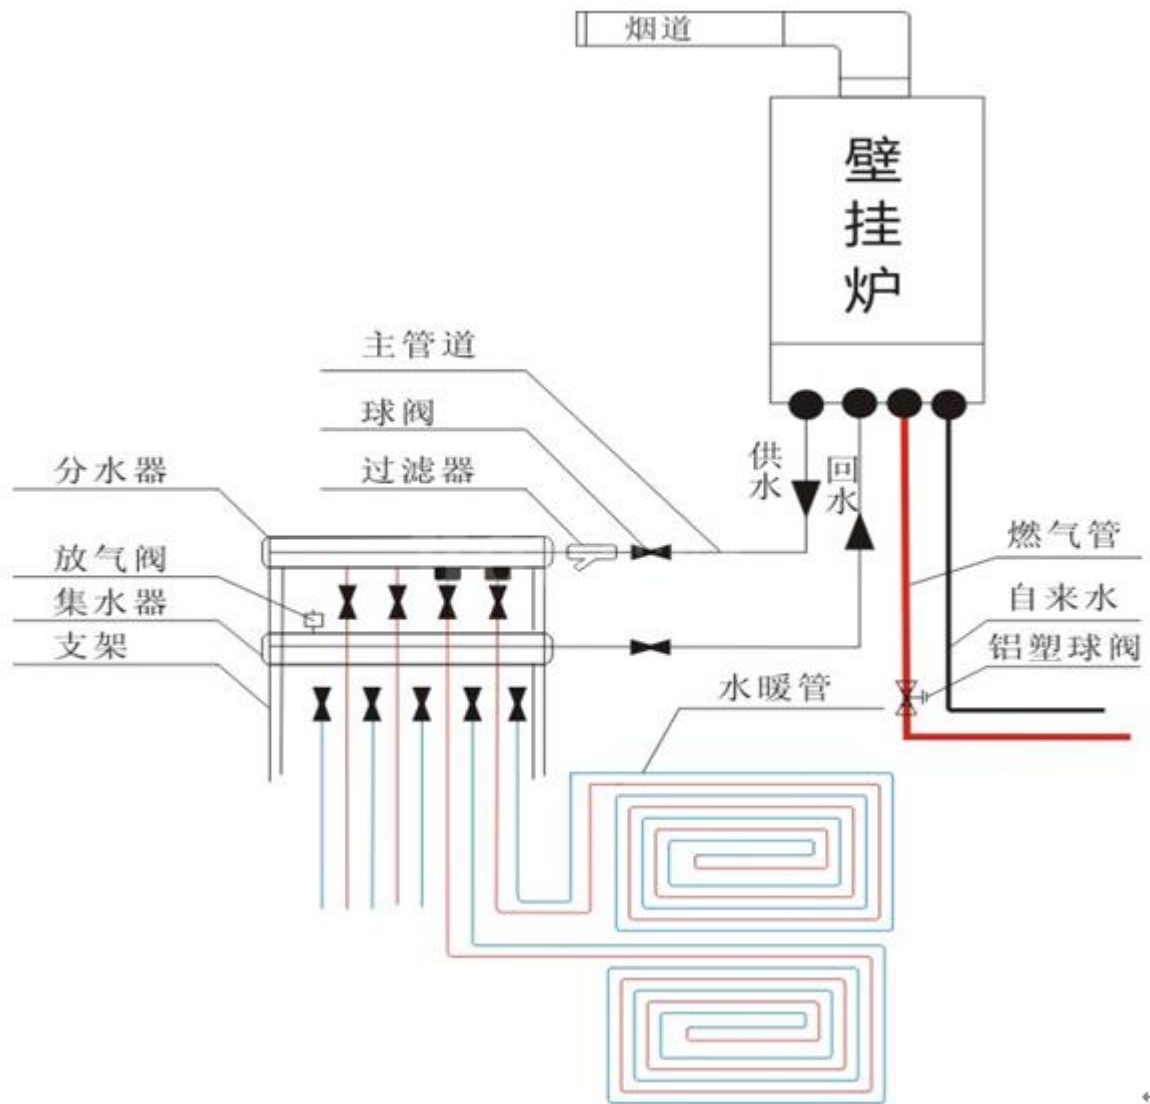 烟道
壁挂炉
主管道
球阀
过滤器
分水器
放气阀
集水器
支架
供水
回水
燃气管
自来水
铝塑球阀
水暖管